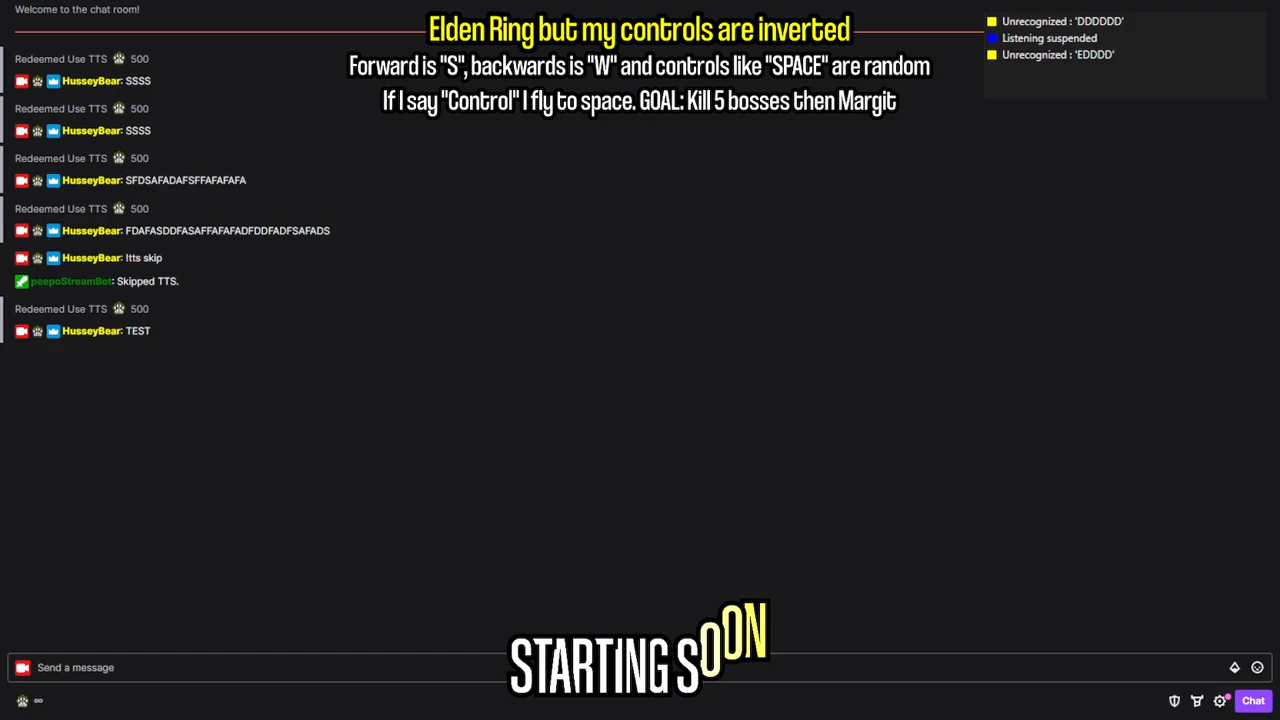 Welcome to the chat room!
Elden Ring but my controls are inverted
Forward is "S", backwards is "W" and controls like "SPACE" are random
If I say "Control" I fly to space. GOAL: Kill 5 bosses then Margit
Unrecognized : 'DDDDDD'
Listening suspended
Unrecognized : 'EDDDD'
Redeemed Use TTS 500
HusseyBear: SSSS
Redeemed Use TTS 500
HusseyBear: SSSS
Redeemed Use TTS 500
HusseyBear: SFDSAFADAFSFFAFAFAFA
Redeemed Use TTS 500
HusseyBear: FDAFASDDFASAFFAFAFADFDDFADFSAFADS
HusseyBear: !tts skip
peepoStreamBot: Skipped TTS.
Redeemed Use TTS 500
HusseyBear: TEST
STARTING SOON
Send a message
∞
Chat